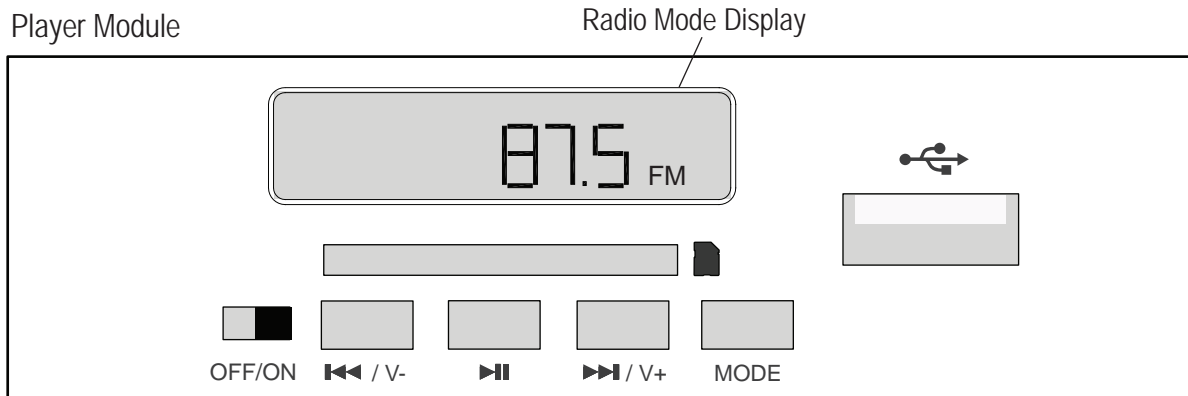 Player Module
Radio Mode Display
87.5 FM
OFF/ON
/ V-
/ V+
MODE